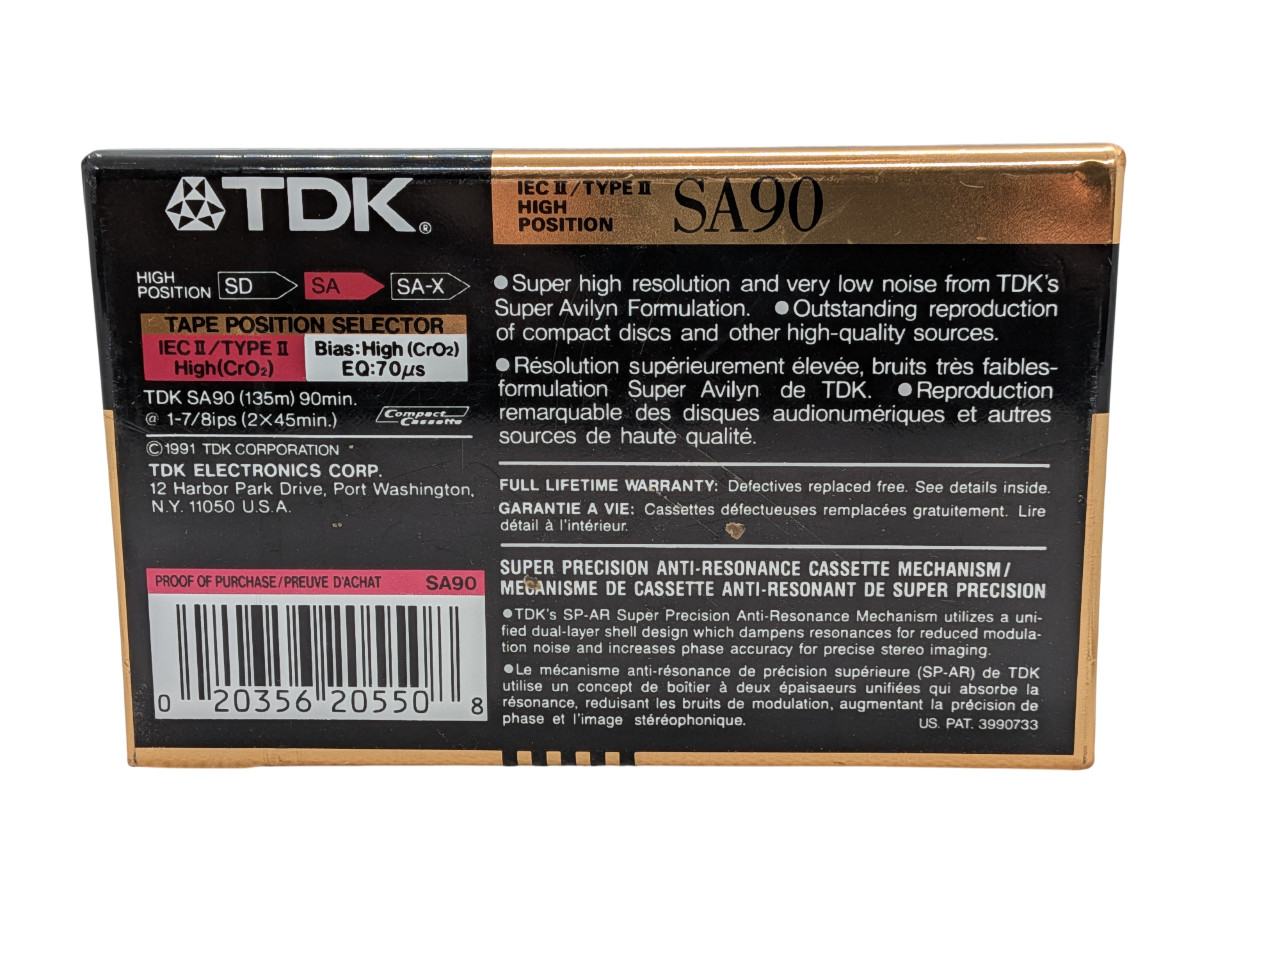 TDK®
IEC II/TYPE II
HIGH
POSITION
SA90
HIGH
POSITION
SD
SA
SA-X
TAPE POSITION SELECTOR
IEC II/TYPE II
High(CrO₂)
Bias:High (CrO₂)
EQ:70µs
TDK SA90 (135m) 90min.
@ 1-7/8ips (2×45min.)
Compact
Cassette
©1991 TDK CORPORATION
TDK ELECTRONICS CORP.
12 Harbor Park Drive, Port Washington,
N.Y. 11050 U.S.A.
PROOF OF PURCHASE/PREUVE D'ACHAT SA90
0 20356 20550 8
●Super high resolution and very low noise from TDK's
Super Avilyn Formulation. ●Outstanding reproduction
of compact discs and other high-quality sources.
●Résolution supérieurement élevée, bruits très faibles-
formulation Super Avilyn de TDK. ●Reproduction
remarquable des disques audionumériques et autres
sources de haute qualité.
FULL LIFETIME WARRANTY: Defectives replaced free. See details inside.
GARANTIE A VIE: Cassettes défectueuses remplacées gratuitement. Lire
détail à l'intérieur.
SUPER PRECISION ANTI-RESONANCE CASSETTE MECHANISM/
MECANISME DE CASSETTE ANTI-RESONANT DE SUPER PRECISION
●TDK's SP-AR Super Precision Anti-Resonance Mechanism utilizes a uni-
fied dual-layer shell design which dampens resonances for reduced modula-
tion noise and increases phase accuracy for precise stereo imaging.
●Le mécanisme anti-résonance de précision supérieure (SP-AR) de TDK
utilise un concept de boîtier à deux épaisaeurs unifiées qui absorbe la
résonance, reduisant les bruits de modulation, augmentant la précision de
phase et l'image stéréophonique.
US. PAT. 3990733